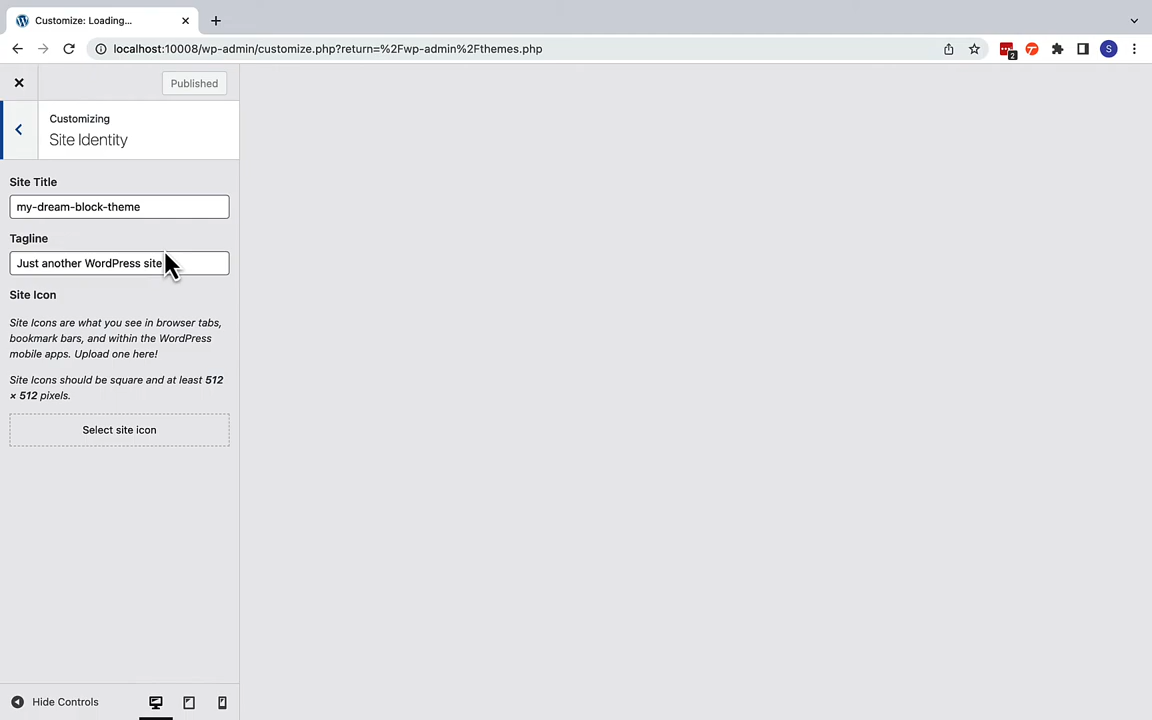 Customize: Loading...
localhost:10008/wp-admin/customize.php?return=%2Fwp-admin%2Fthemes.php
2
S
Published
Customizing
Site Identity
Site Title
my-dream-block-theme
Tagline
Just another WordPress site
Site Icon
Site Icons are what you see in browser tabs,
bookmark bars, and within the WordPress
mobile apps. Upload one here!
Site Icons should be square and at least 512
× 512 pixels.
Select site icon
Hide Controls